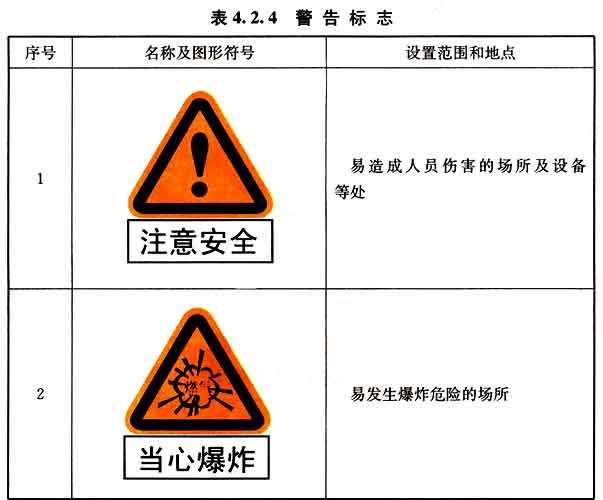 表4.2.4 警告标志
序号 名称及图形符号 设置范围和地点
1
注意安全
易造成人员伤害的场所及设备
等处
2
当心爆炸
易发生爆炸危险的场所